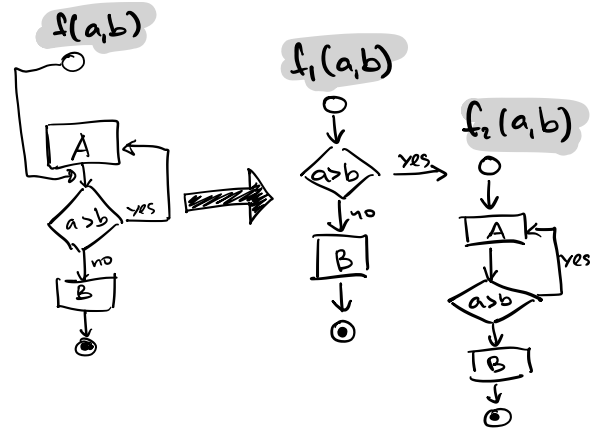 f(a,b)
A
a>b
yes
no
B
f₁(a,b)
a>b
yes
no
B
f₂(a,b)
A
a>b
yes
B